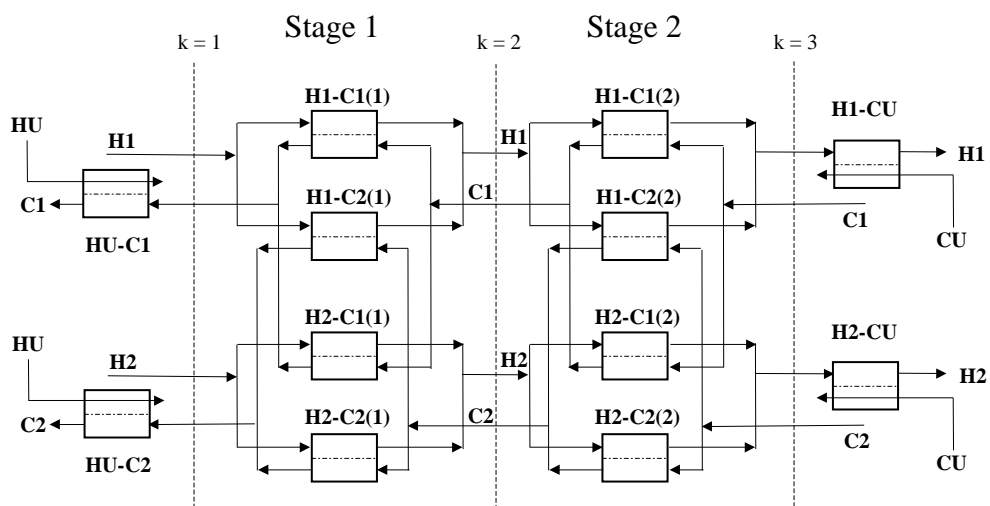 Stage 1
Stage 2
k = 1
k = 2
k = 3
H1-C1(1)
H1-C1(2)
H1-CU
HU
H1
H1
H1
C1
C1
H1-C2(1)
H1-C2(2)
C1
HU-C1
CU
H2-C1(1)
H2-C1(2)
H2-CU
HU
H2
H2
H2
C2
C2
H2-C2(1)
H2-C2(2)
C2
HU-C2
CU